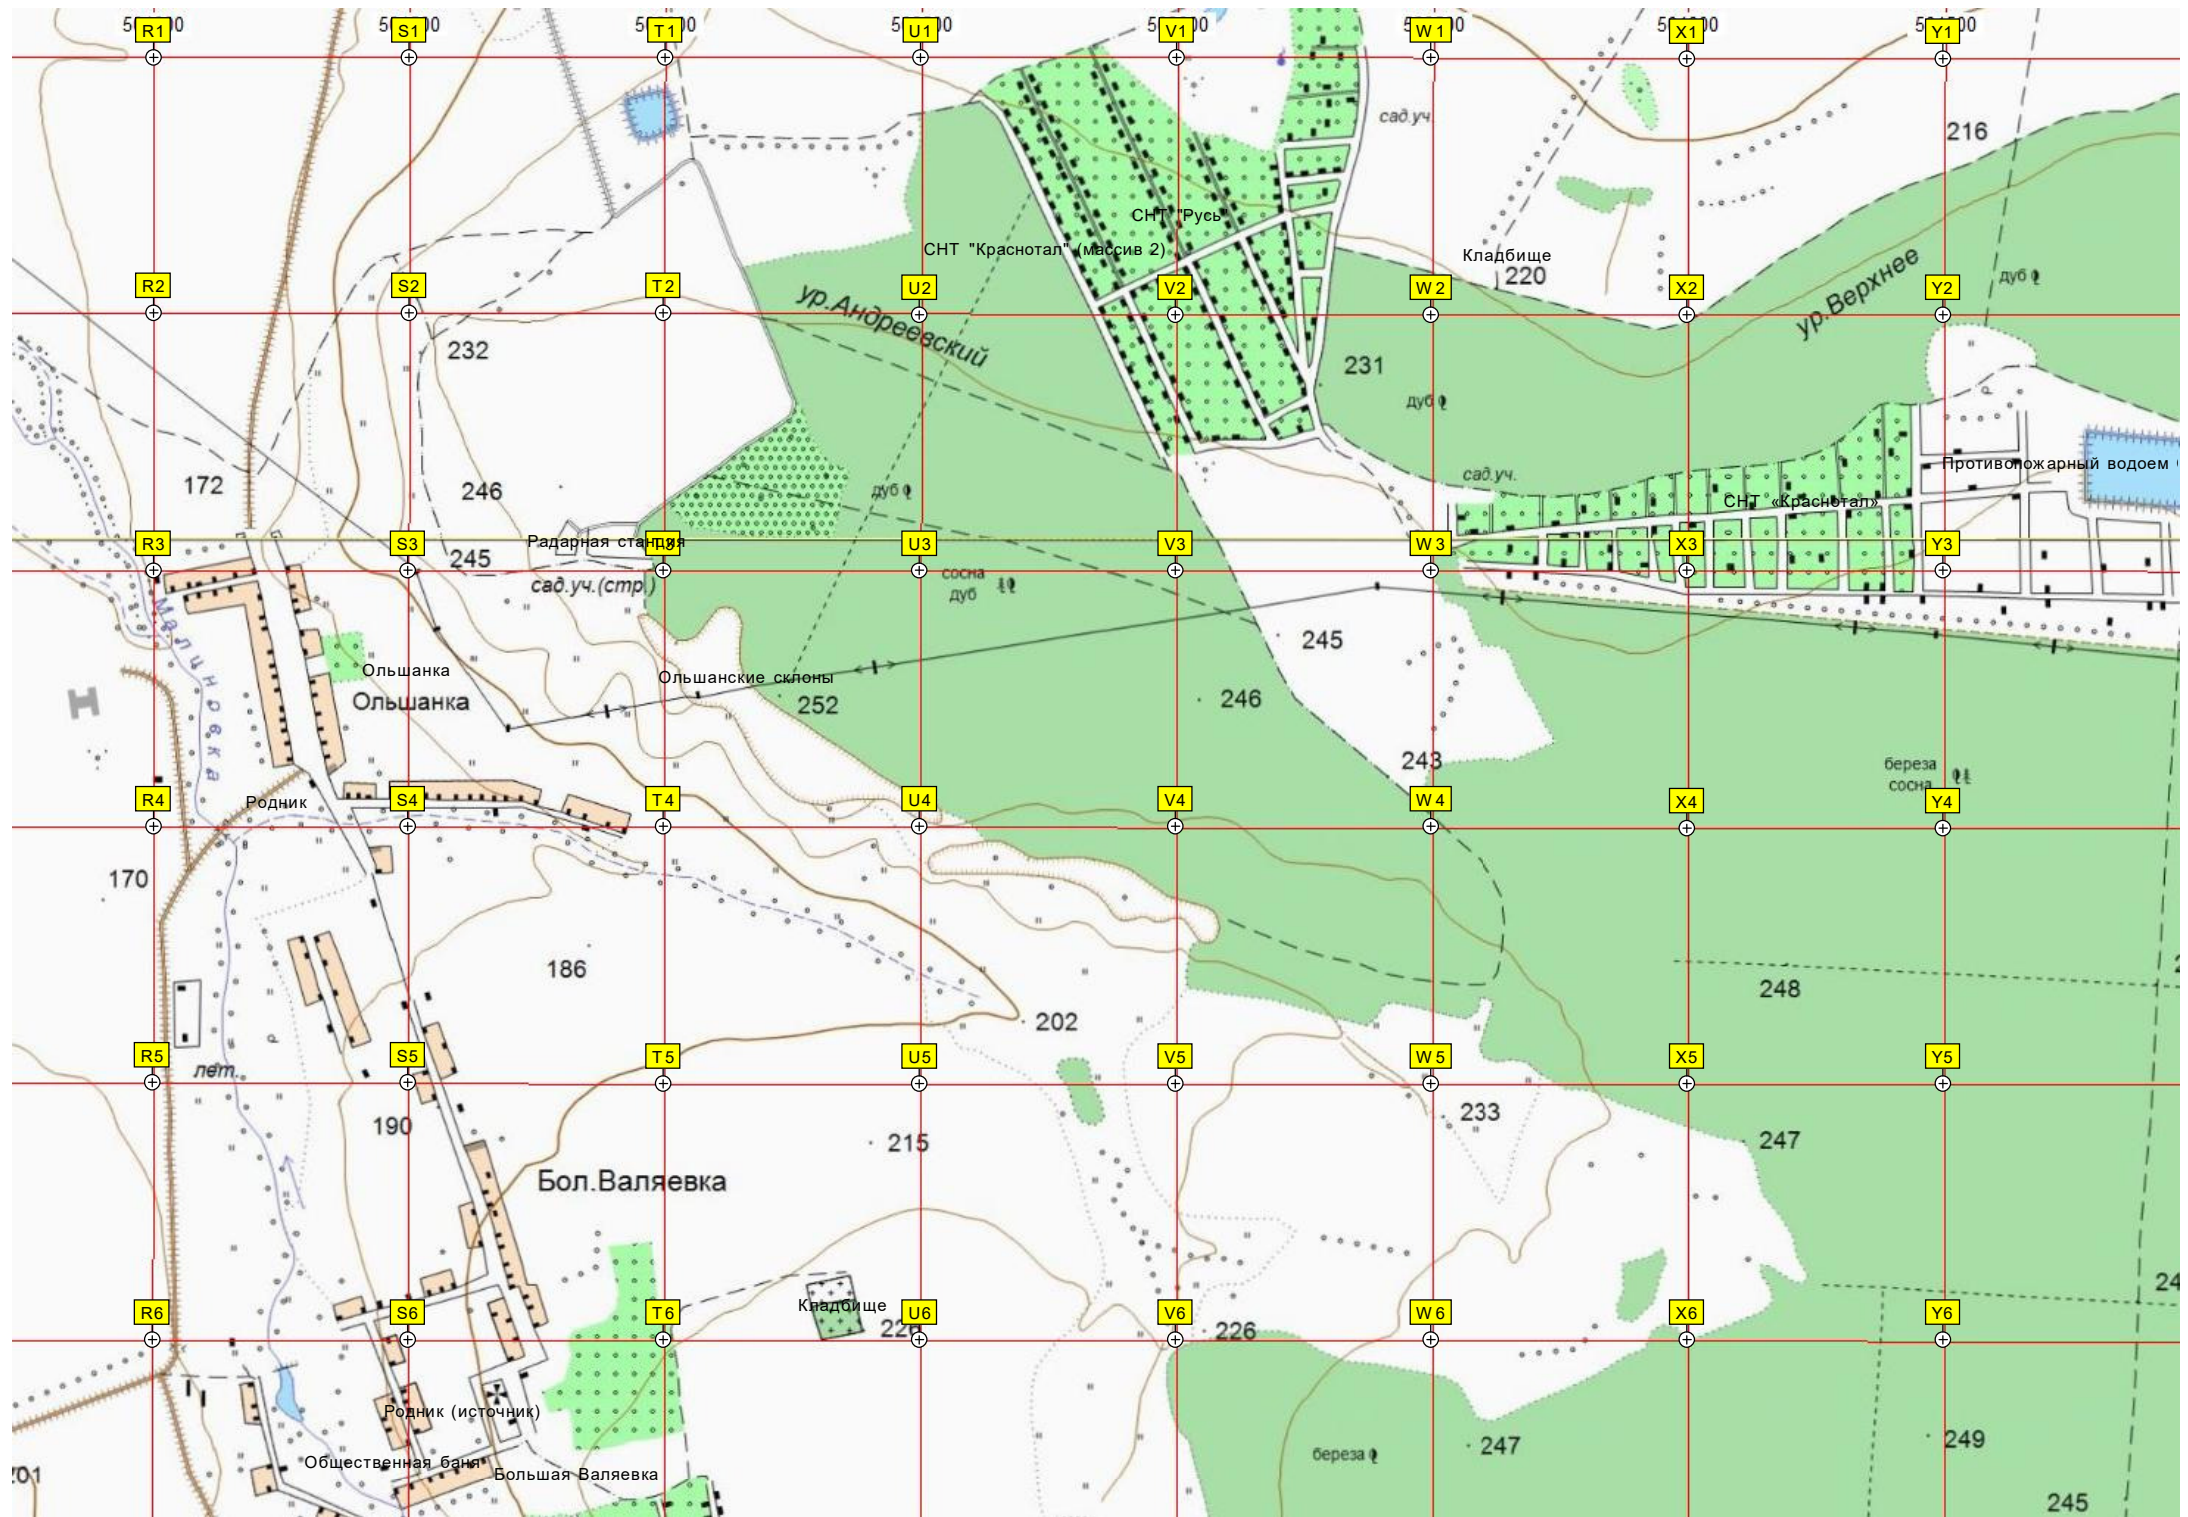 R1
S1
T1
U1
V1
W1
X1
Y1
сад.уч.
216
СНТ "Русь"
СНТ "Краснотал" (массив 2)
Кладбище
220
ур.Верхнее
дуб
R2
S2
T2
U2
V2
W2
X2
Y2
ур.Андреевский
232
231
дуб
172
246
дуб
сад.уч.
Противопожарный водоем
СНТ «Краснотал»
R3
S3
Радарная станция
T3
U3
V3
W3
X3
Y3
245
сад.уч.(стр.)
сосна
дуб
Малиновка
245
Ольшанка
Ольшанка
Ольшанские склоны
252
246
243
береза
сосна
R4
Родник
S4
T4
U4
V4
W4
X4
Y4
170
186
248
202
R5
S5
T5
U5
V5
W5
X5
Y5
лет.
190
215
233
247
Бол.Валяевка
24
R6
S6
T6
Кладбище
U6
V6
W6
X6
Y6
226
226
Родник (источник)
береза
247
249
Общественная баня
Большая Валяевка
201
245